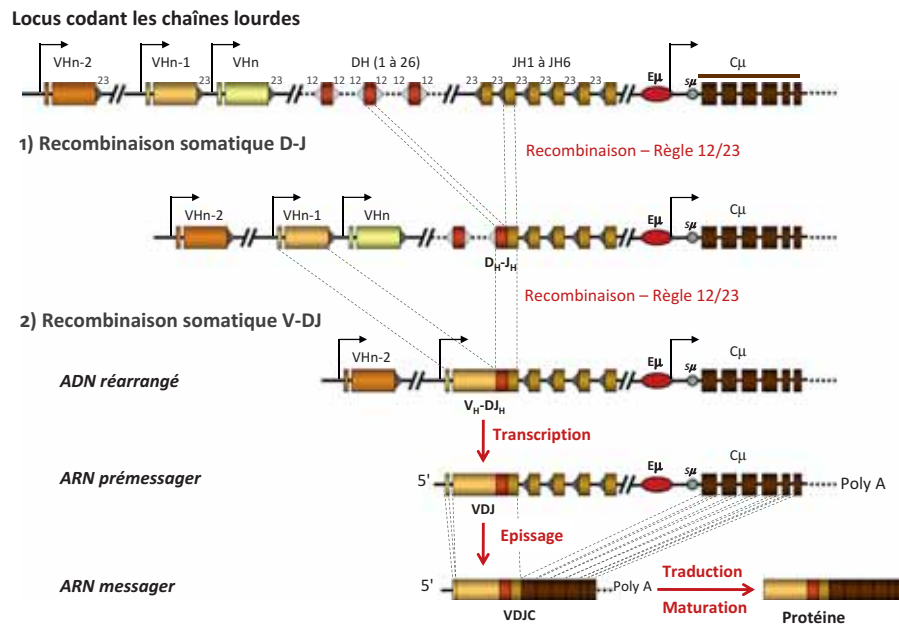 Locus codant les chaînes lourdes
VHn-2 VHn-1 VHn DH (1 à 26) JH1 à JH6 Cµ
23 23 23 12 12 12 12 12 12 23 23 23 23 23 Eµ sµ
1) Recombinaison somatique D-J
Recombinaison – Règle 12/23
VHn-2 VHn-1 VHn Eµ sµ Cµ
DH-JH
Recombinaison – Règle 12/23
2) Recombinaison somatique V-DJ
VHn-2 Eµ sµ Cµ
ADN réarrangé
VH-DJH
Transcription
Eµ sµ Cµ
ARN prémessager 5' Poly A
VDJ
Epissage
ARN messager 5' Poly A Traduction
Maturation
VDJC Protéine